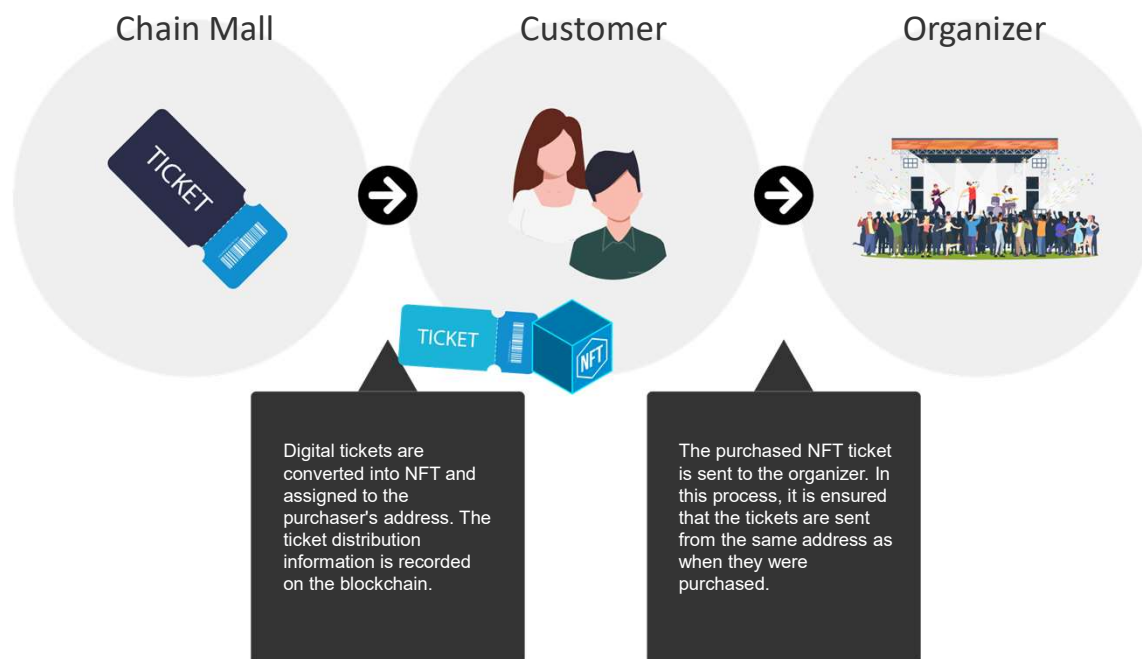 Chain Mall
Customer
Organizer
TICKET
TICKET
NFT
Digital tickets are
converted into NFT and
assigned to the
purchaser's address. The
ticket distribution
information is recorded
on the blockchain.
The purchased NFT ticket
is sent to the organizer. In
this process, it is ensured
that the tickets are sent
from the same address as
when they were
purchased.